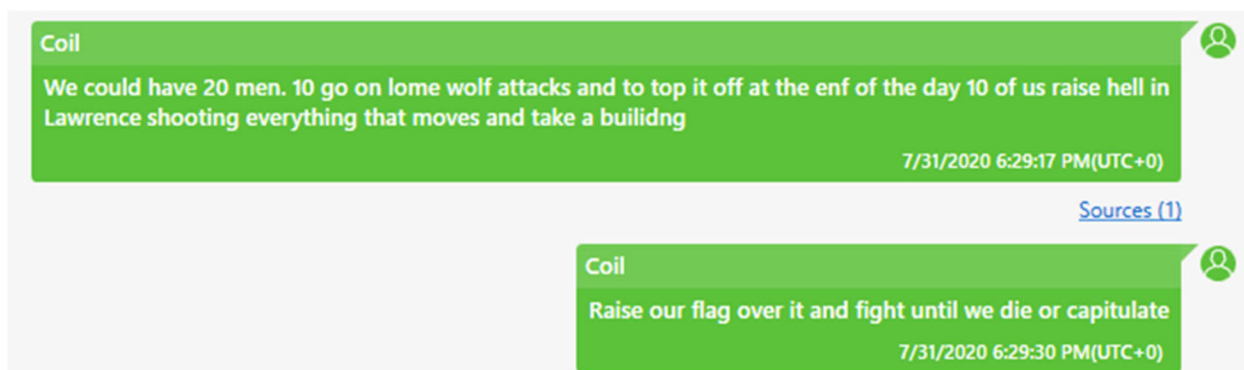 Coil
We could have 20 men. 10 go on lome wolf attacks and to top it off at the enf of the day 10 of us raise hell in
Lawrence shooting everything that moves and take a builidng
7/31/2020 6:29:17 PM(UTC+0)
Sources (1)
Coil
Raise our flag over it and fight until we die or capitulate
7/31/2020 6:29:30 PM(UTC+0)